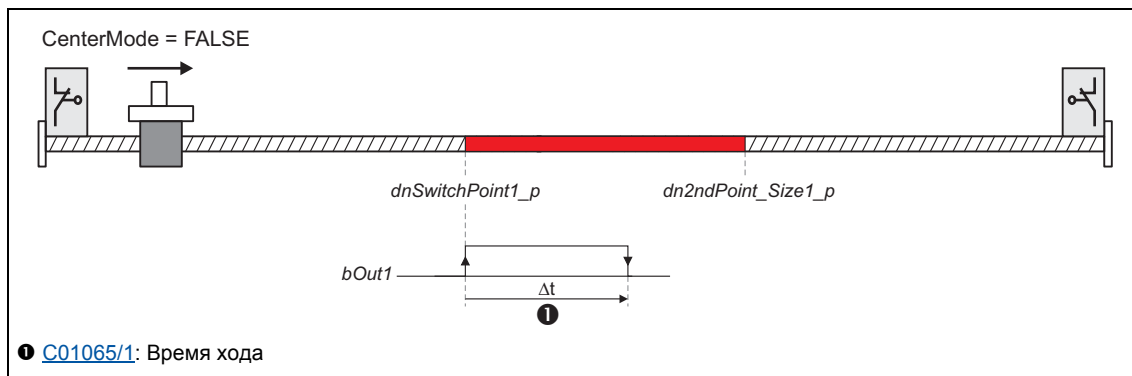 CenterMode = FALSE
dnSwitchPoint1_p
dn2ndPoint_Size1_p
bOut1
Δt
❶
❶ C01065/1: Время хода